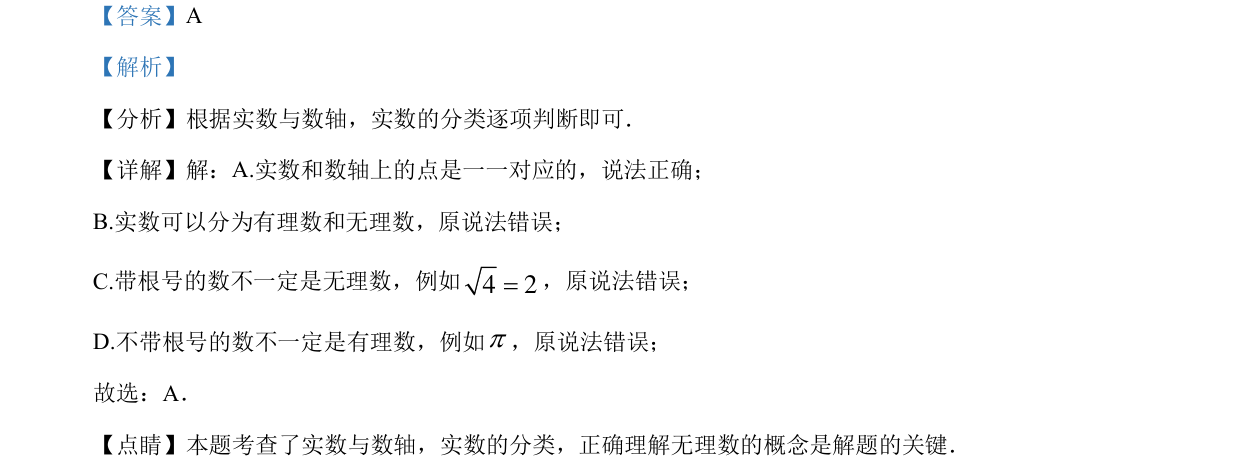 【答案】A
【解析】
【分析】根据实数与数轴，实数的分类逐项判断即可．
【详解】解：A.实数和数轴上的点是一一对应的，说法正确；
B.实数可以分为有理数和无理数，原说法错误；
C.带根号的数不一定是无理数，例如√4＝2，原说法错误；
D.不带根号的数不一定是有理数，例如π，原说法错误；
故选：A．
【点睛】本题考查了实数与数轴，实数的分类，正确理解无理数的概念是解题的关键．